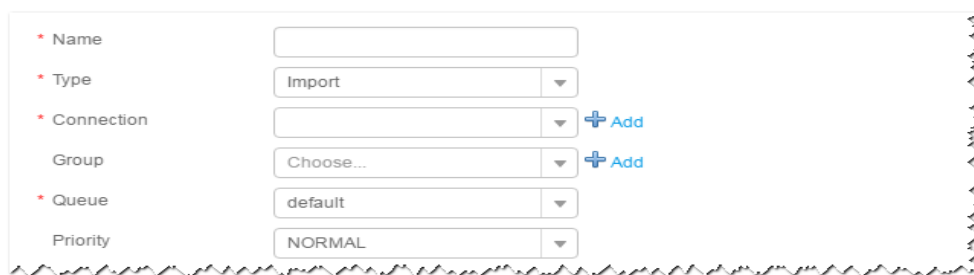 * Name
* Type Import
* Connection Add
Group Choose... Add
* Queue default
Priority NORMAL